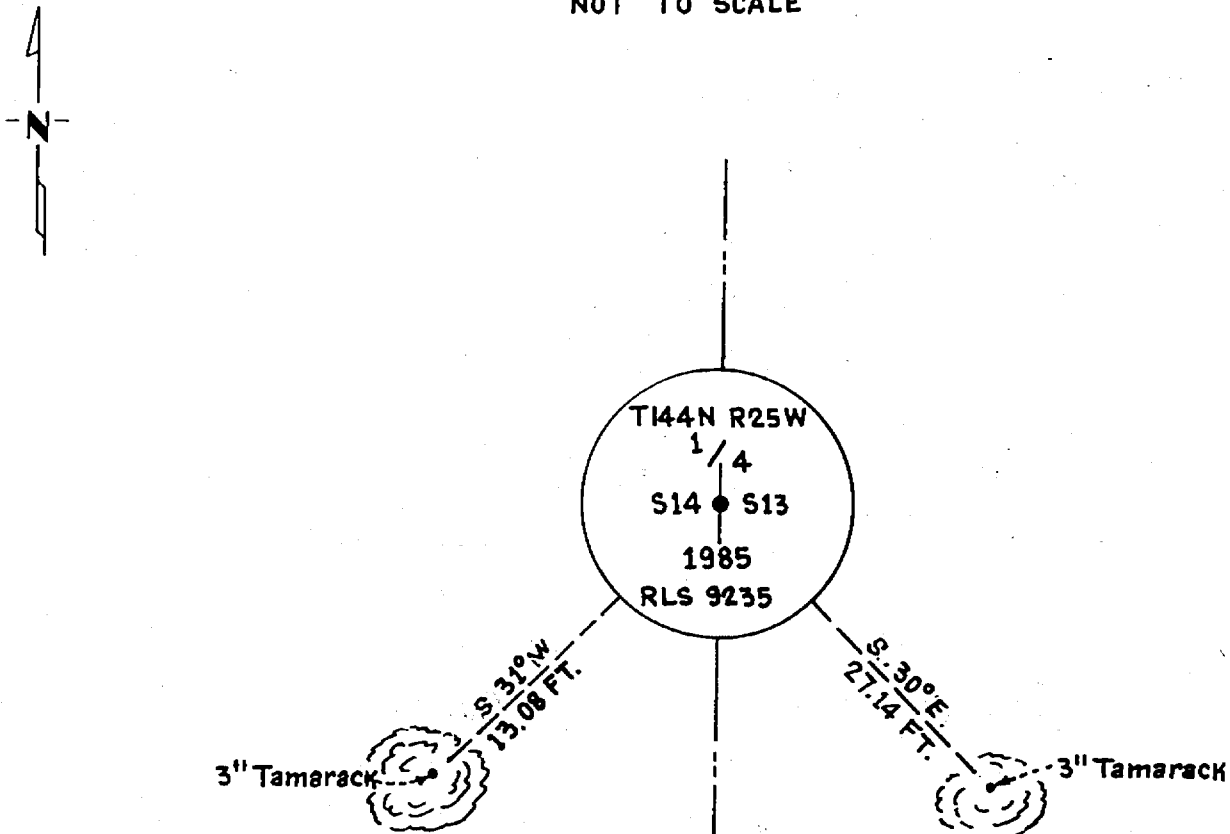 NOT TO SCALE
N
T144N R25W
1/4
S14 S13
1985
RLS 9235
S. 31°W
13.08 FT.
S. 30°E.
27.14 FT.
3" Tamarack
3" Tamarack